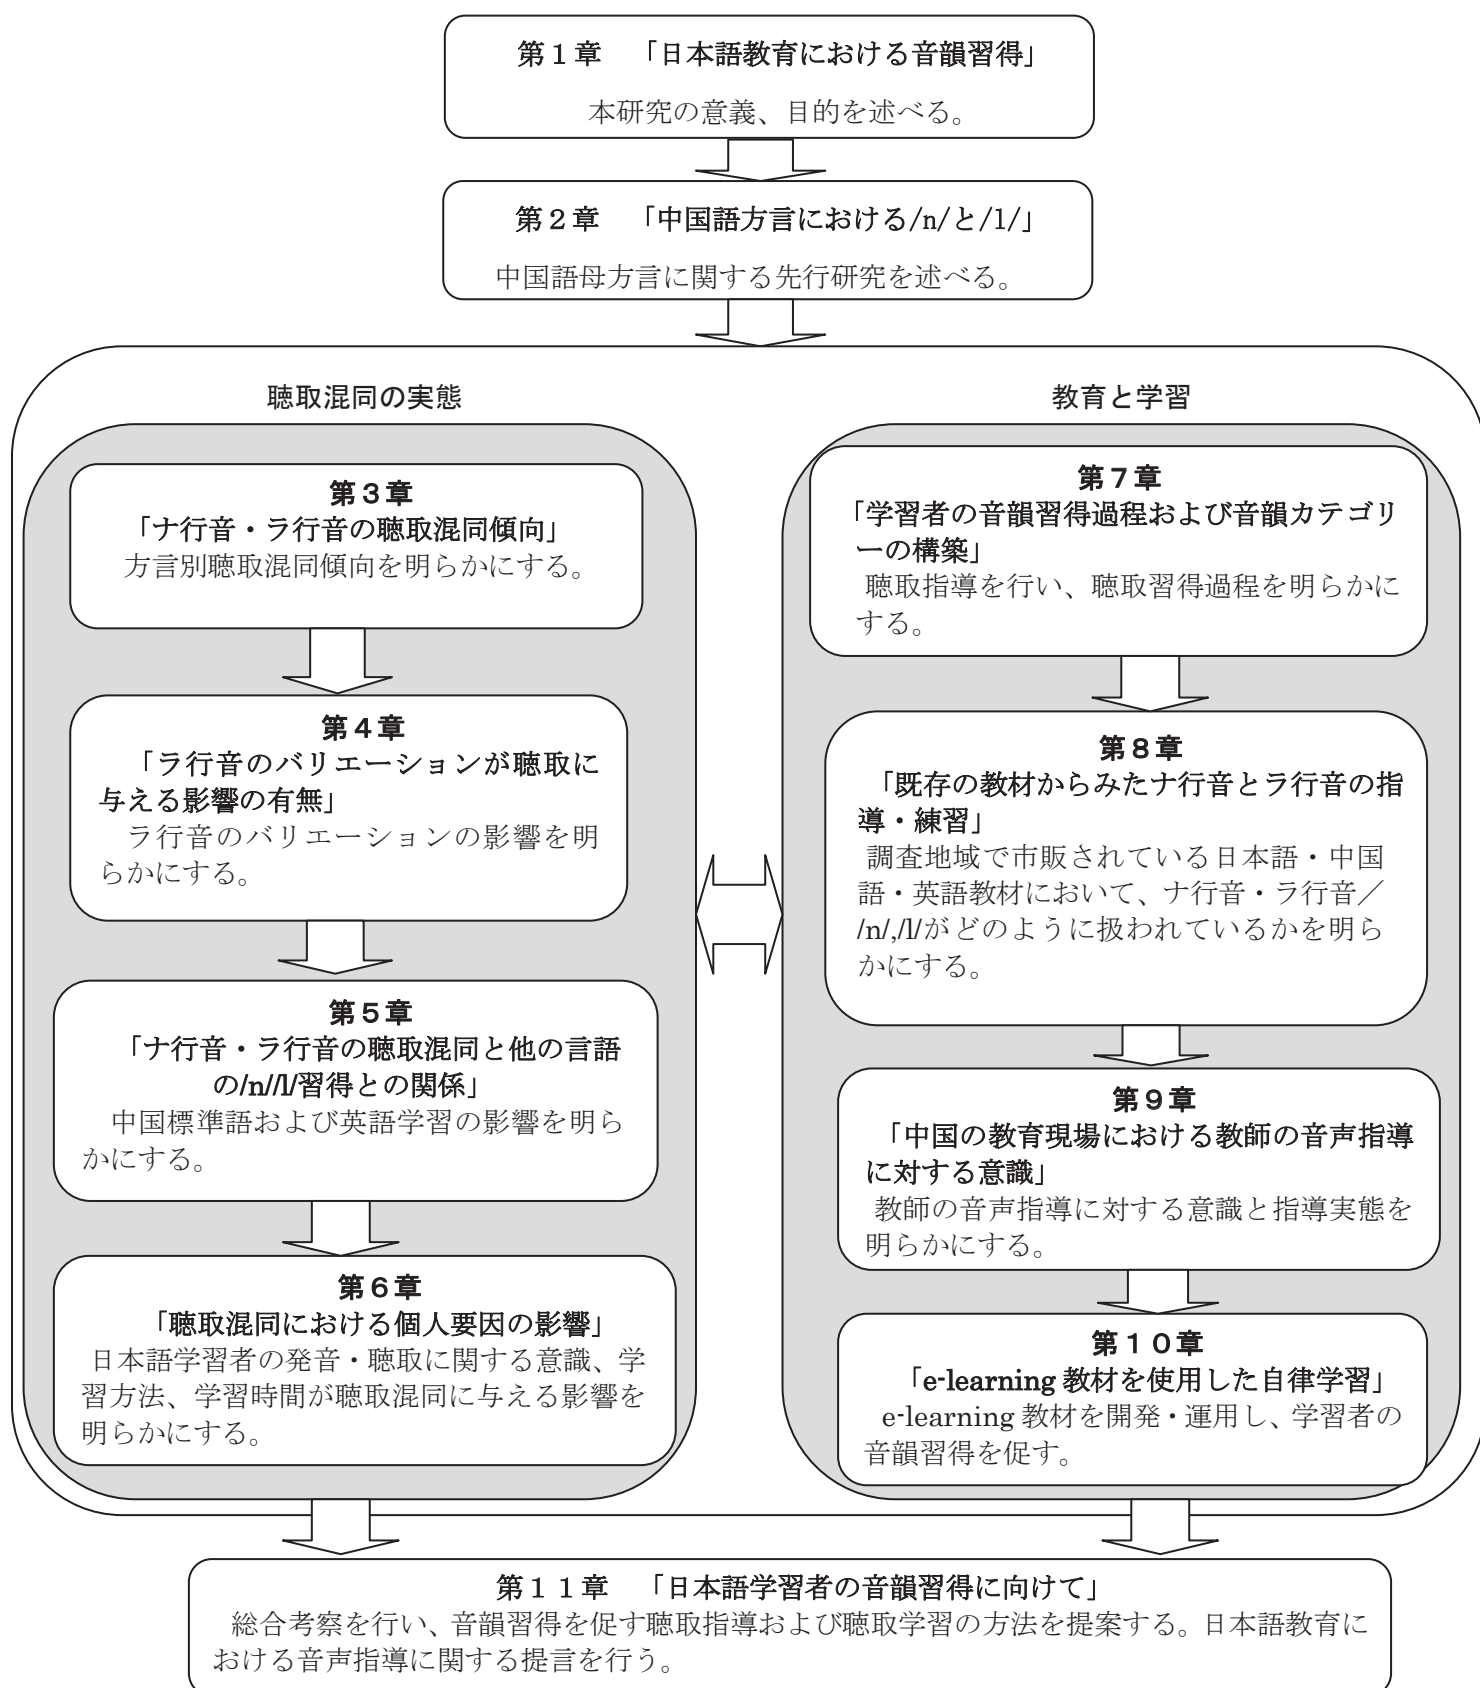 第１章　「日本語教育における音韻習得」
本研究の意義、目的を述べる。
第２章　「中国語方言における/n/と/l/」
中国語母方言に関する先行研究を述べる。
聴取混同の実態
第３章
「ナ行音・ラ行音の聴取混同傾向」
方言別聴取混同傾向を明らかにする。
第４章
「ラ行音のバリエーションが聴取に
与える影響の有無」
ラ行音のバリエーションの影響を明
らかにする。
第５章
「ナ行音・ラ行音の聴取混同と他の言語
の/n//l/習得との関係」
中国標準語および英語学習の影響を明ら
かにする。
第６章
「聴取混同における個人要因の影響」
日本語学習者の発音・聴取に関する意識、学
習方法、学習時間が聴取混同に与える影響を
明らかにする。
教育と学習
第７章
「学習者の音韻習得過程および音韻カテゴリ
ーの構築」
聴取指導を行い、聴取習得過程を明らかに
する。
第８章
「既存の教材からみたナ行音とラ行音の指
導・練習」
調査地域で市販されている日本語・中国
語・英語教材において、ナ行音・ラ行音／
/n/,/l/がどのように扱われているかを明ら
かにする。
第９章
「中国の教育現場における教師の音声指導
に対する意識」
教師の音声指導に対する意識と指導実態を
明らかにする。
第１０章
「e-learning 教材を使用した自律学習」
e-learning 教材を開発・運用し、学習者の
音韻習得を促す。
第１１章　「日本語学習者の音韻習得に向けて」
総合考察を行い、音韻習得を促す聴取指導および聴取学習の方法を提案する。日本語教育に
おける音声指導に関する提言を行う。